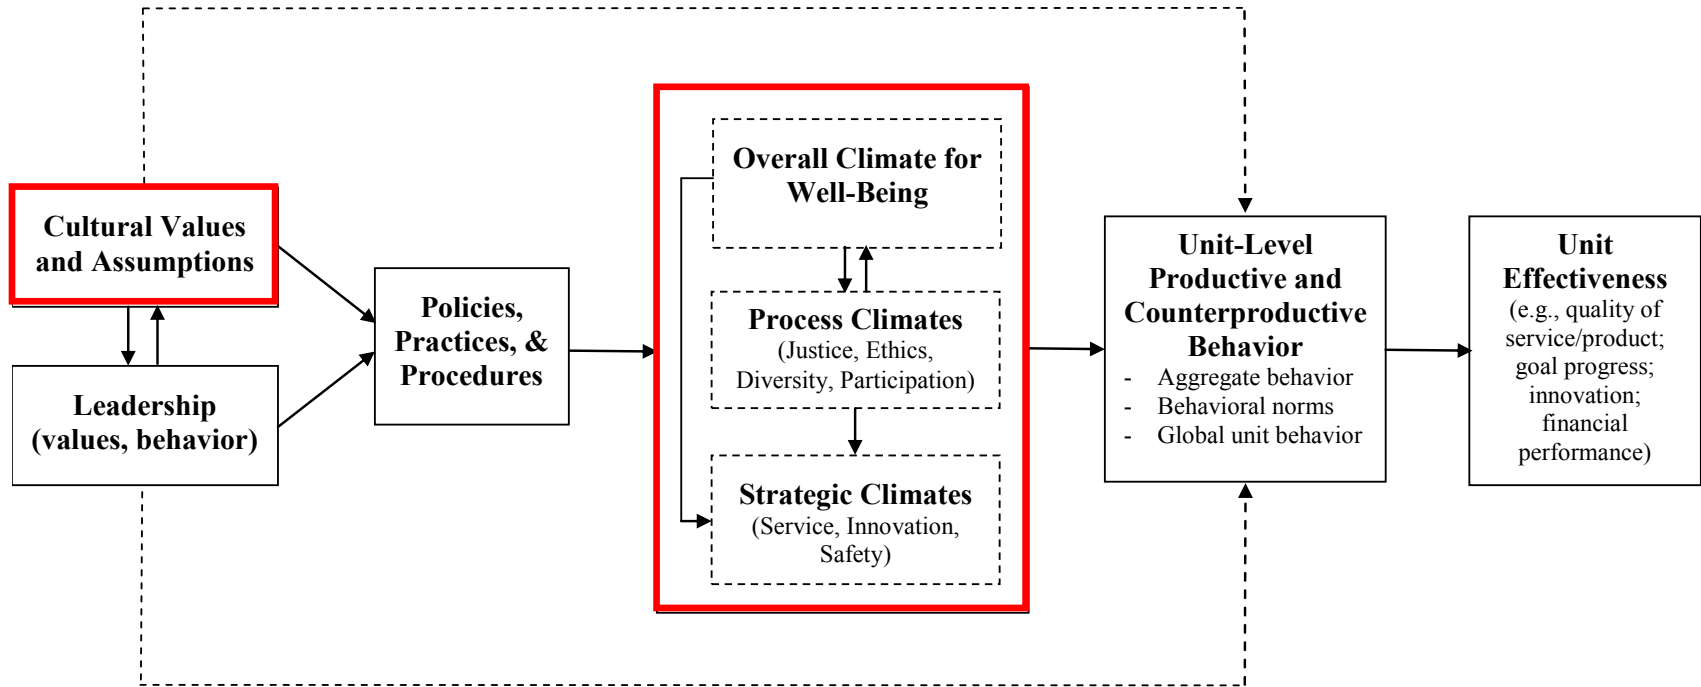 Cultural Values
and Assumptions
Leadership
(values, behavior)
Policies,
Practices, &
Procedures
Overall Climate for
Well-Being
Process Climates
(Justice, Ethics,
Diversity, Participation)
Strategic Climates
(Service, Innovation,
Safety)
Unit-Level
Productive and
Counterproductive
Behavior
- Aggregate behavior
- Behavioral norms
- Global unit behavior
Unit
Effectiveness
(e.g., quality of
service/product;
goal progress;
innovation;
financial
performance)